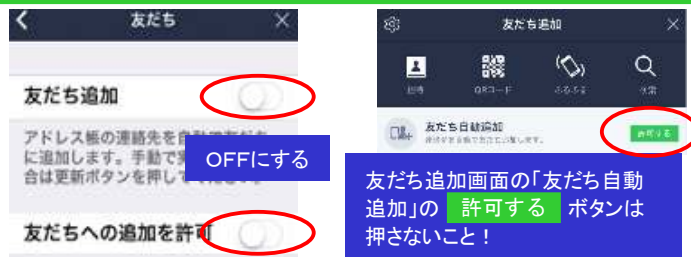 友だち
友だち追加
アドレス帳の連絡先を自
に追加します。手動で
合は更新ボタンを押して
OFFにする
友だちへの追加を許可
友だち追加
招待
QRコード
ふるふる
検索
友だち自動追加
許可する
友だち追加画面の「友だち自動
追加」の 許可する ボタンは
押さないこと!